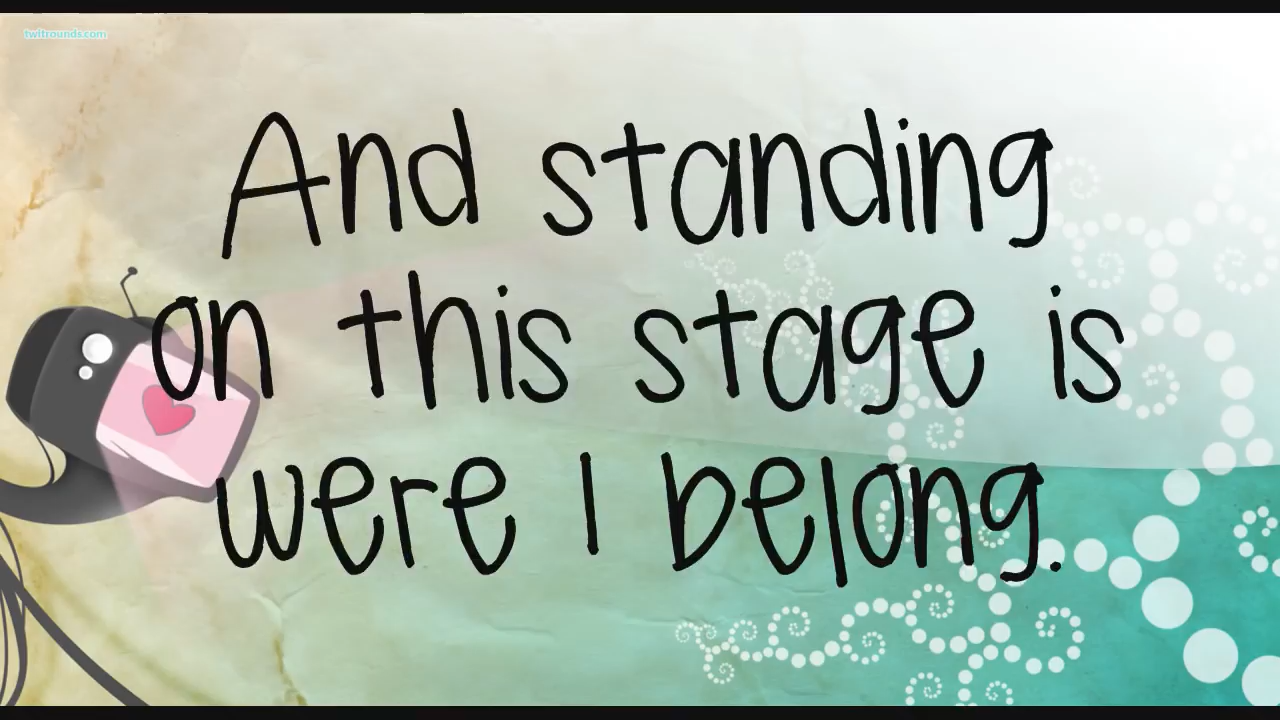 twitrounds.com
And standing
on this stage is
were I belong.